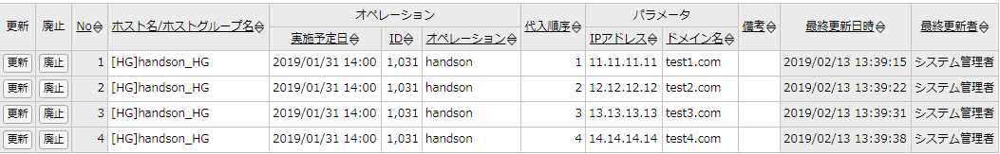 更新 廃止 No ホスト名/ホストグループ名 オペレーション 代入順序 パラメータ 備考 最終更新日時 最終更新者
実施予定日 ID オペレーション IPアドレス ドメイン名
更新 廃止 1 [HG]handson_HG 2019/01/31 14:00 1,031 handson 1 11.11.11.11 test1.com 2019/02/13 13:39:15 システム管理者
更新 廃止 2 [HG]handson_HG 2019/01/31 14:00 1,031 handson 2 12.12.12.12 test2.com 2019/02/13 13:39:22 システム管理者
更新 廃止 3 [HG]handson_HG 2019/01/31 14:00 1,031 handson 3 13.13.13.13 test3.com 2019/02/13 13:39:31 システム管理者
更新 廃止 4 [HG]handson_HG 2019/01/31 14:00 1,031 handson 4 14.14.14.14 test4.com 2019/02/13 13:39:38 システム管理者